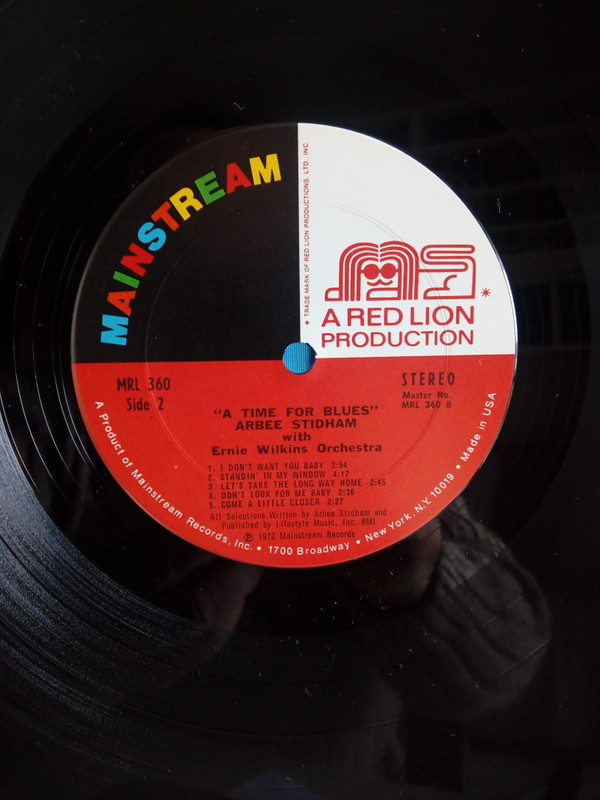 MAINSTREAM
* TRADE MARK OF RED LION PRODUCTIONS, LTD. INC
*
A RED LION
PRODUCTION
MRL 360
Side 2
STEREO
Master No.
MRL 360 B
"A TIME FOR BLUES"
ARBEE STIDHAM
with
Ernie Wilkins Orchestra
1. I DON'T WANT YOU BABY 2:54
2. STANDIN' IN MY WINDOW 4:17
3. LET'S TAKE THE LONG WAY HOME 2:45
4. DON'T LOOK FOR ME BABY 2:36
5. COME A LITTLE CLOSER 2:27
All Selections Written by Arbee Stidham and
Published by Lifestyle Music, Inc. BMI
℗ 1972 Mainstream Records
A Product of Mainstream Records, Inc. • 1700 Broadway • New York, N.Y. 10019 • Made in USA